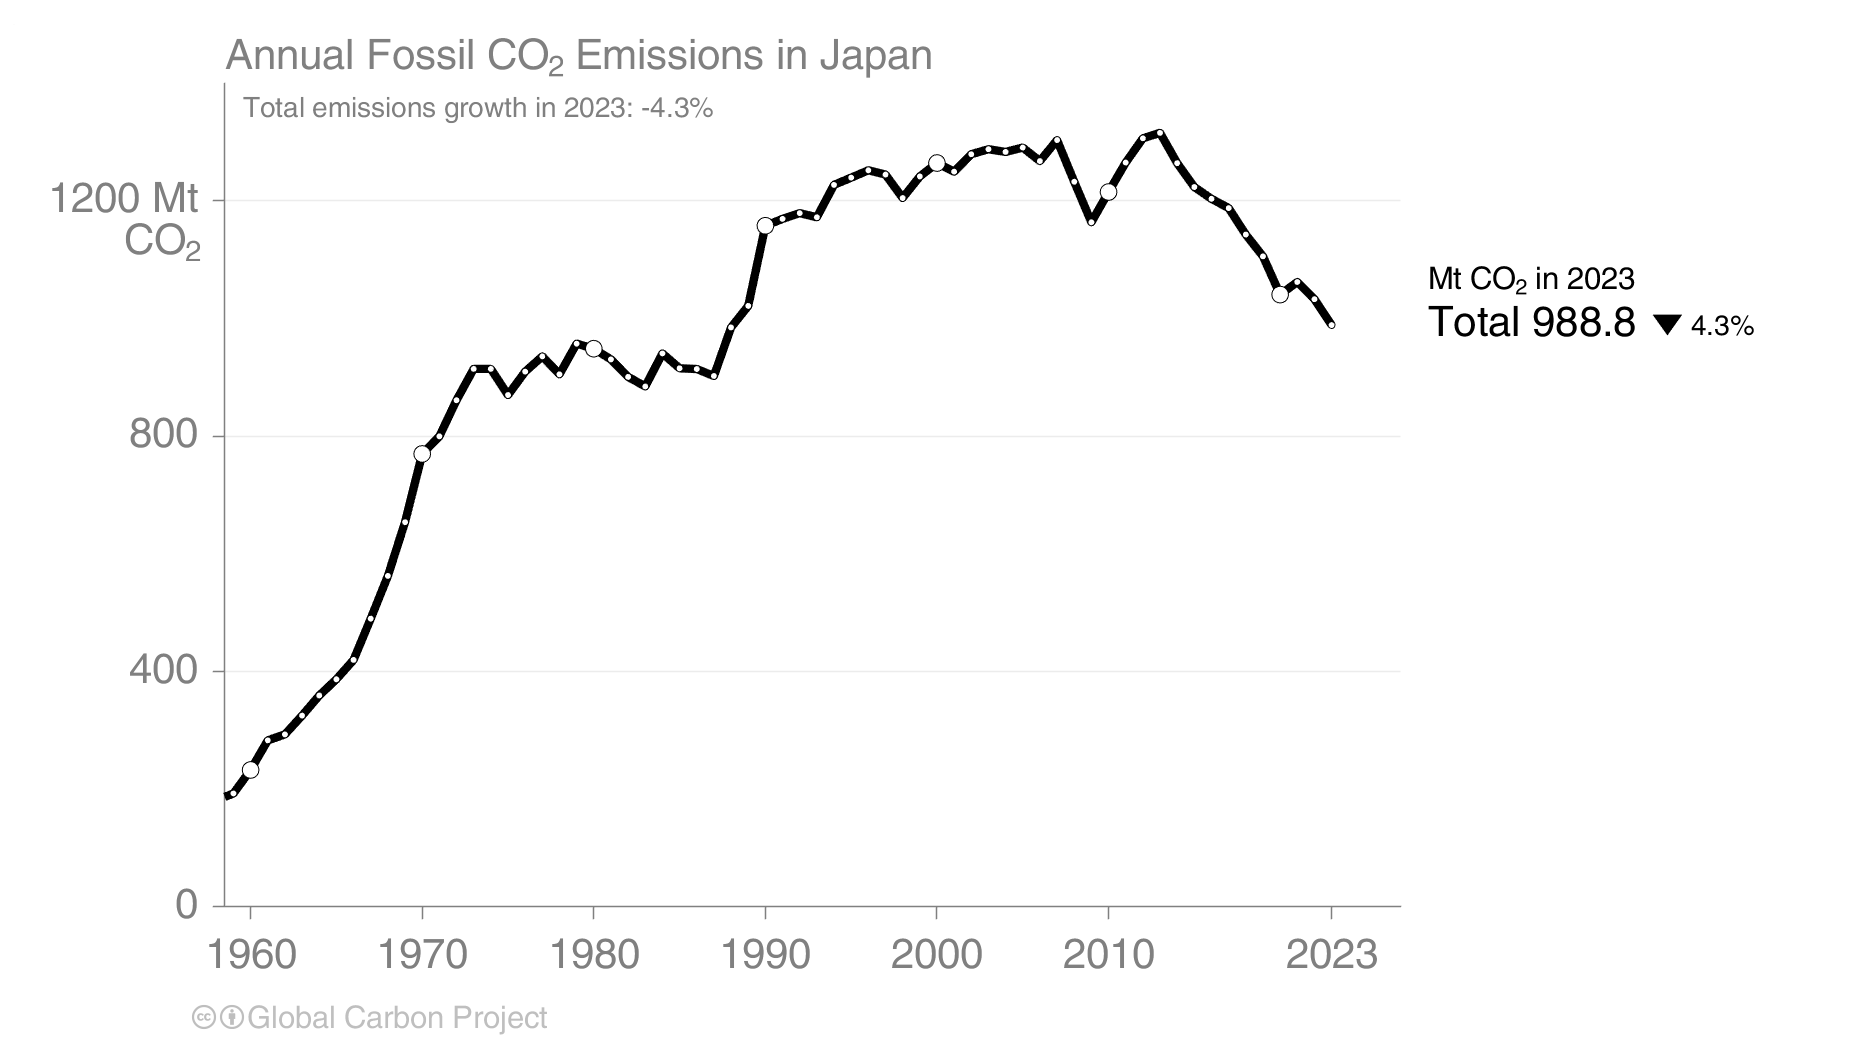 Annual Fossil CO₂ Emissions in Japan
Total emissions growth in 2023: -4.3%
1200 Mt
CO₂
800
400
0
1960 1970 1980 1990 2000 2010 2023
Mt CO₂ in 2023
Total 988.8 ▼ 4.3%
cc Global Carbon Project